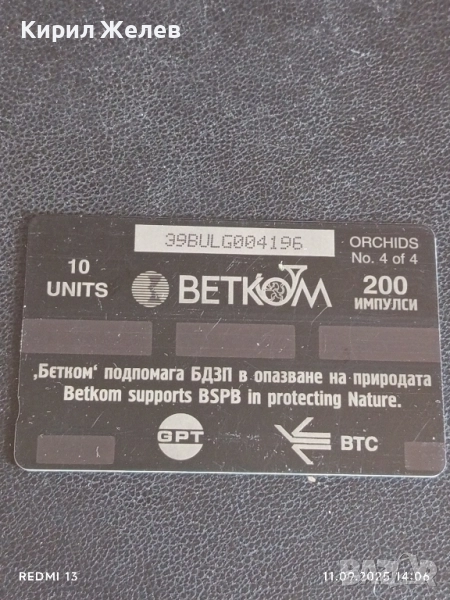 Кирил Желев
39BULG004196
ORCHIDS
No. 4 of 4
10
UNITS
BETKOM
200
ИМПУЛСИ
‚Бетком‘ подпомага БДЗП в опазване на природата
Betkom supports BSPB in protecting Nature.
GPT
BTC
REDMI 13
11.09.2025 14:06